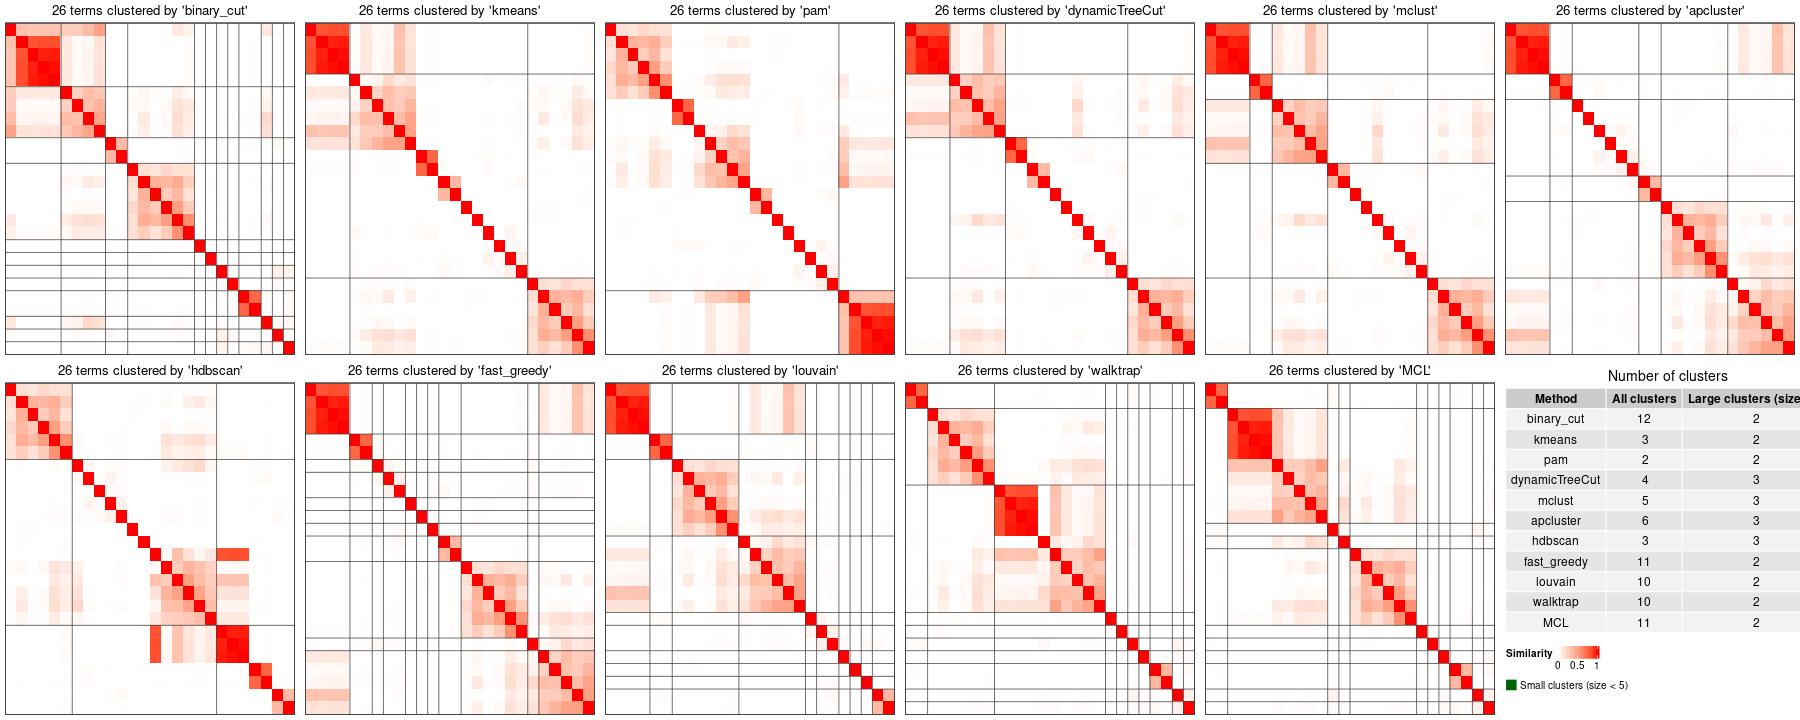 26 terms clustered by 'binary_cut'
26 terms clustered by 'kmeans'
26 terms clustered by 'pam'
26 terms clustered by 'dynamicTreeCut'
26 terms clustered by 'mclust'
26 terms clustered by 'apcluster'
26 terms clustered by 'hdbscan'
26 terms clustered by 'fast_greedy'
26 terms clustered by 'louvain'
26 terms clustered by 'walktrap'
26 terms clustered by 'MCL'
Number of clusters
Method All clusters Large clusters (size
binary_cut 12 2
kmeans 3 2
pam 2 2
dynamicTreeCut 4 3
mclust 5 3
apcluster 6 3
hdbscan 3 3
fast_greedy 11 2
louvain 10 2
walktrap 10 2
MCL 11 2
Similarity
0 0.5 1
Small clusters (size < 5)